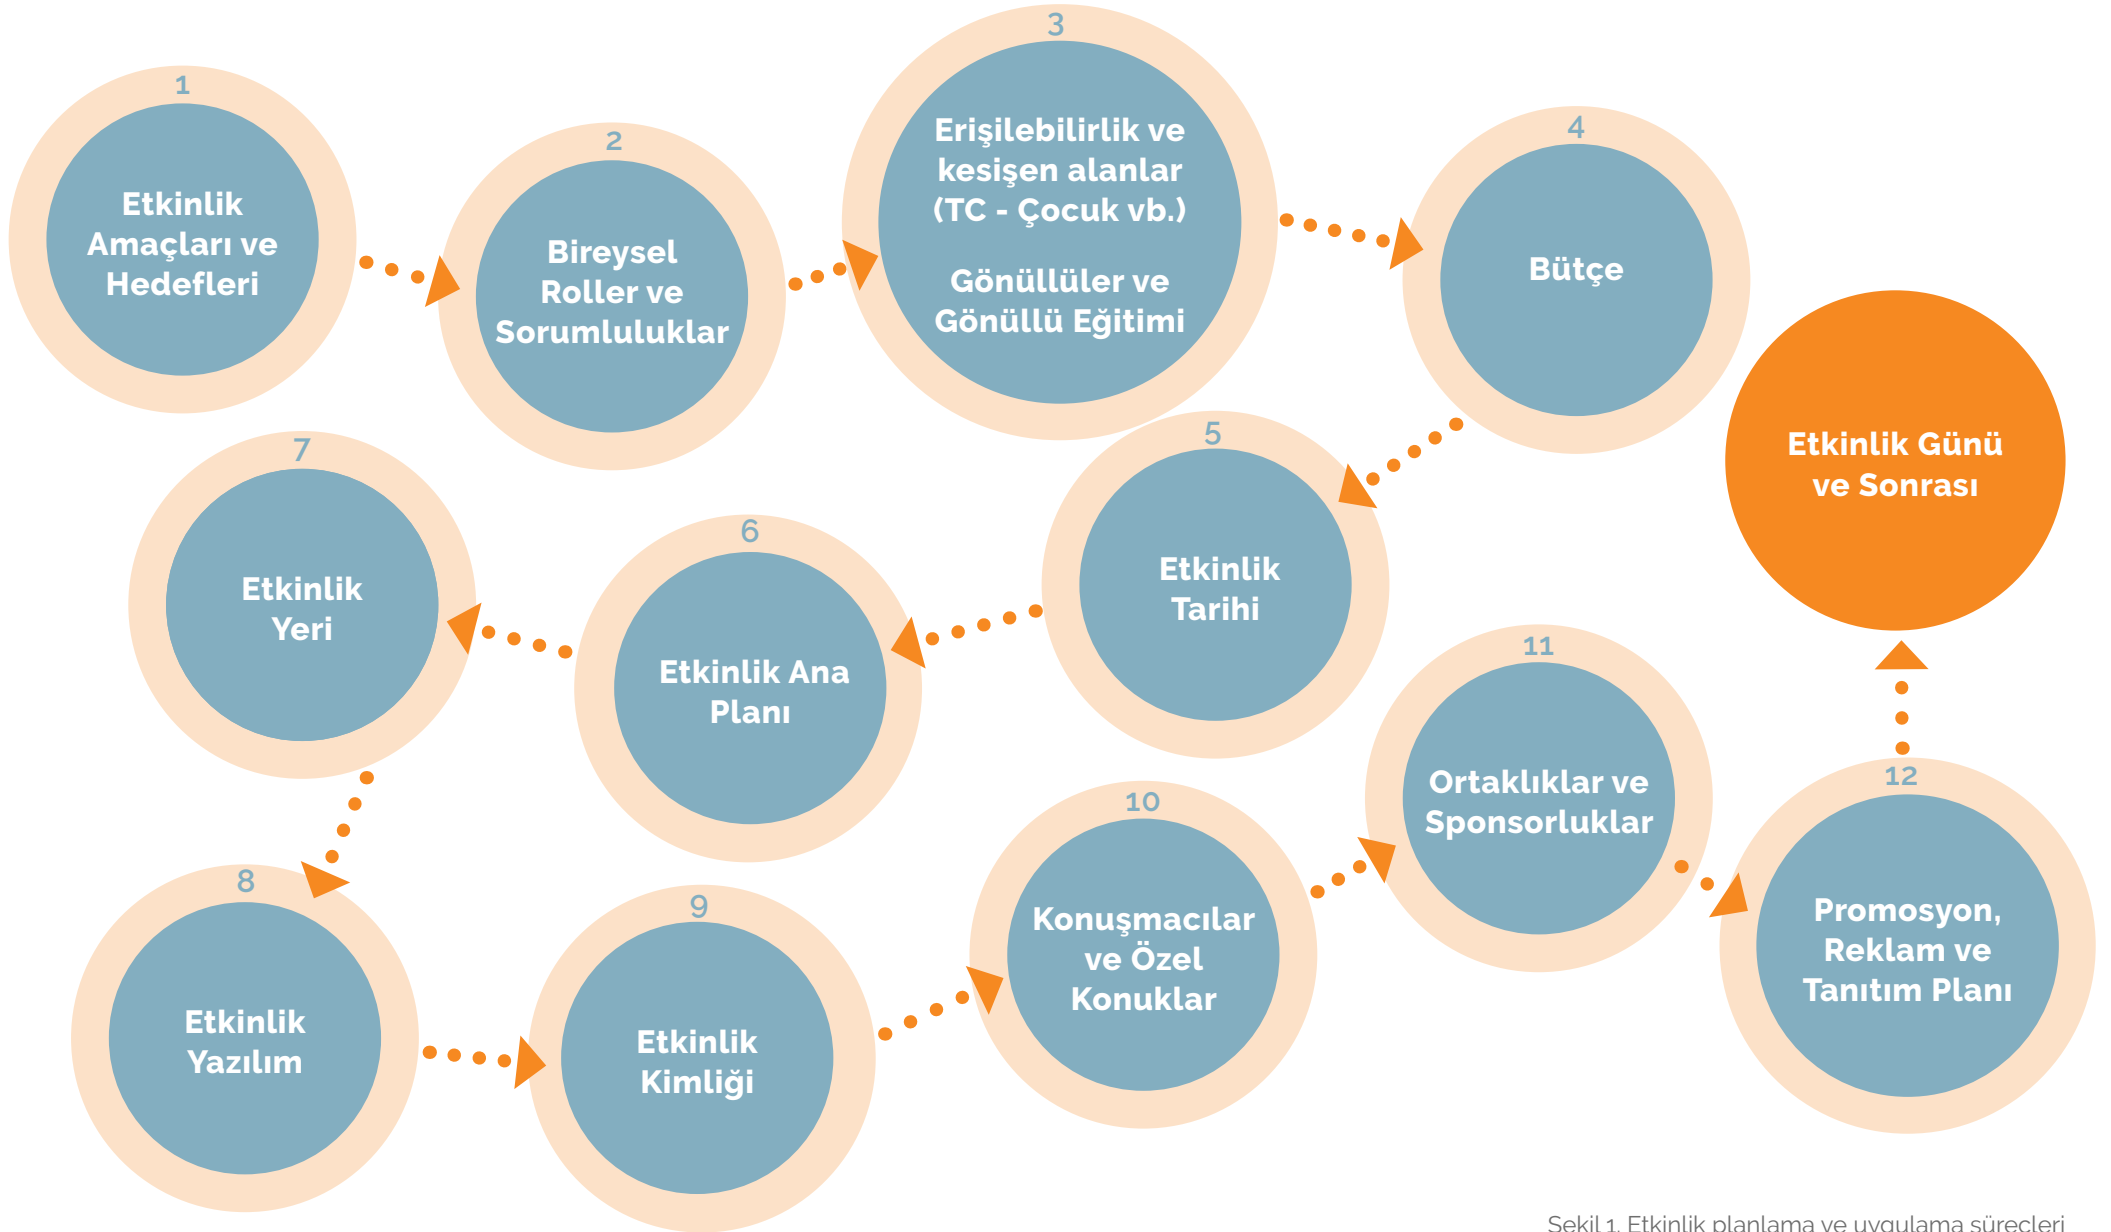 1
Etkinlik
Amaçları ve
Hedefleri
2
Bireysel
Roller ve
Sorumluluklar
3
Erişilebilirlik ve
kesişen alanlar
(TC - Çocuk vb.)
Gönüllüler ve
Gönüllü Eğitimi
4
Bütçe
5
Etkinlik
Tarihi
6
Etkinlik Ana
Planı
7
Etkinlik
Yeri
8
Etkinlik
Yazılım
9
Etkinlik
Kimliği
10
Konuşmacılar
ve Özel
Konuklar
11
Ortaklıklar ve
Sponsorluklar
12
Promosyon,
Reklam ve
Tanıtım Planı
Etkinlik Günü
ve Sonrası
Şekil 1. Etkinlik planlama ve uygulama süreçleri